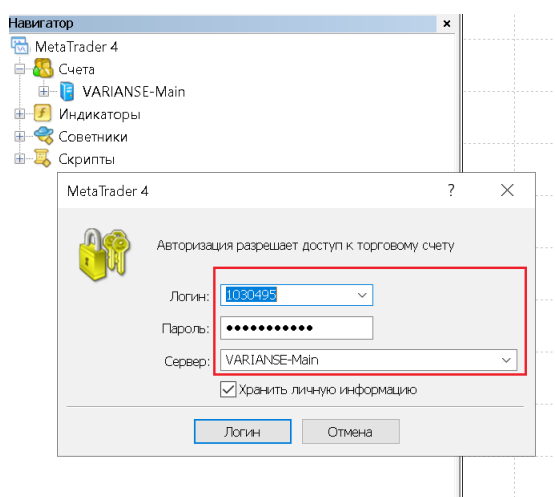 Навигатор
MetaTrader 4
Счета
VARIANSE-Main
Индикаторы
Советники
Скрипты
MetaTrader 4
Авторизация разрешает доступ к торговому счету
Логин: 1030495
Пароль: ●●●●●●●●●●●
Сервер: VARIANSE-Main
Хранить личную информацию
Логин Отмена